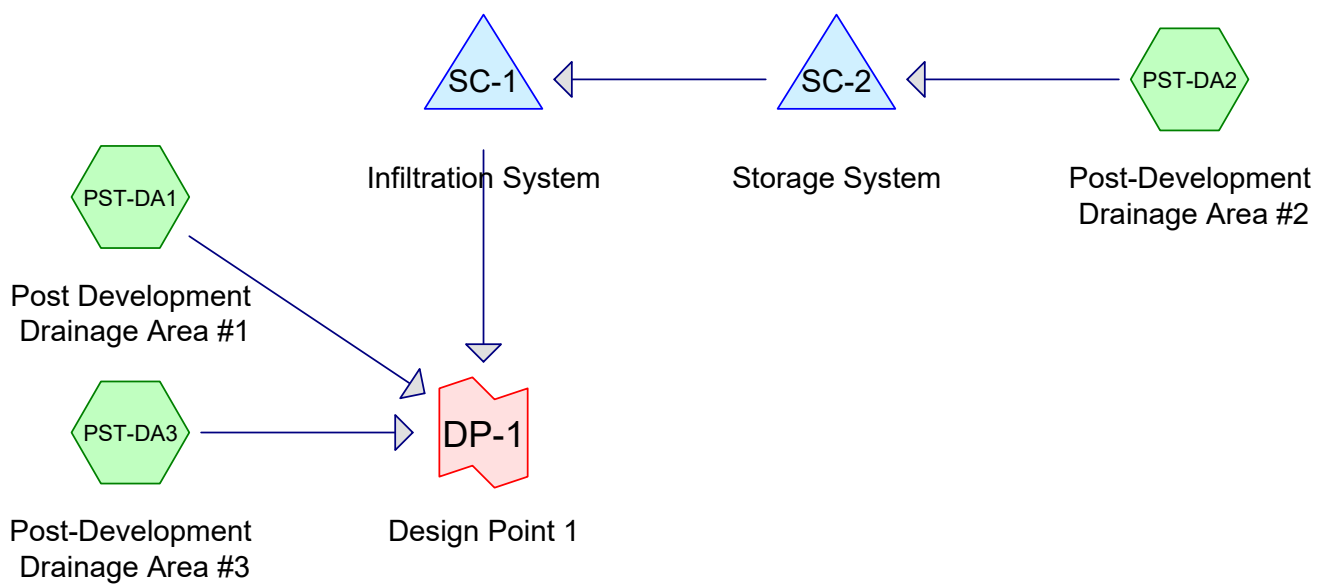 SC-1
Infiltration System
SC-2
Storage System
PST-DA2
Post-Development
Drainage Area #2
PST-DA1
Post Development
Drainage Area #1
PST-DA3
Post-Development
Drainage Area #3
DP-1
Design Point 1